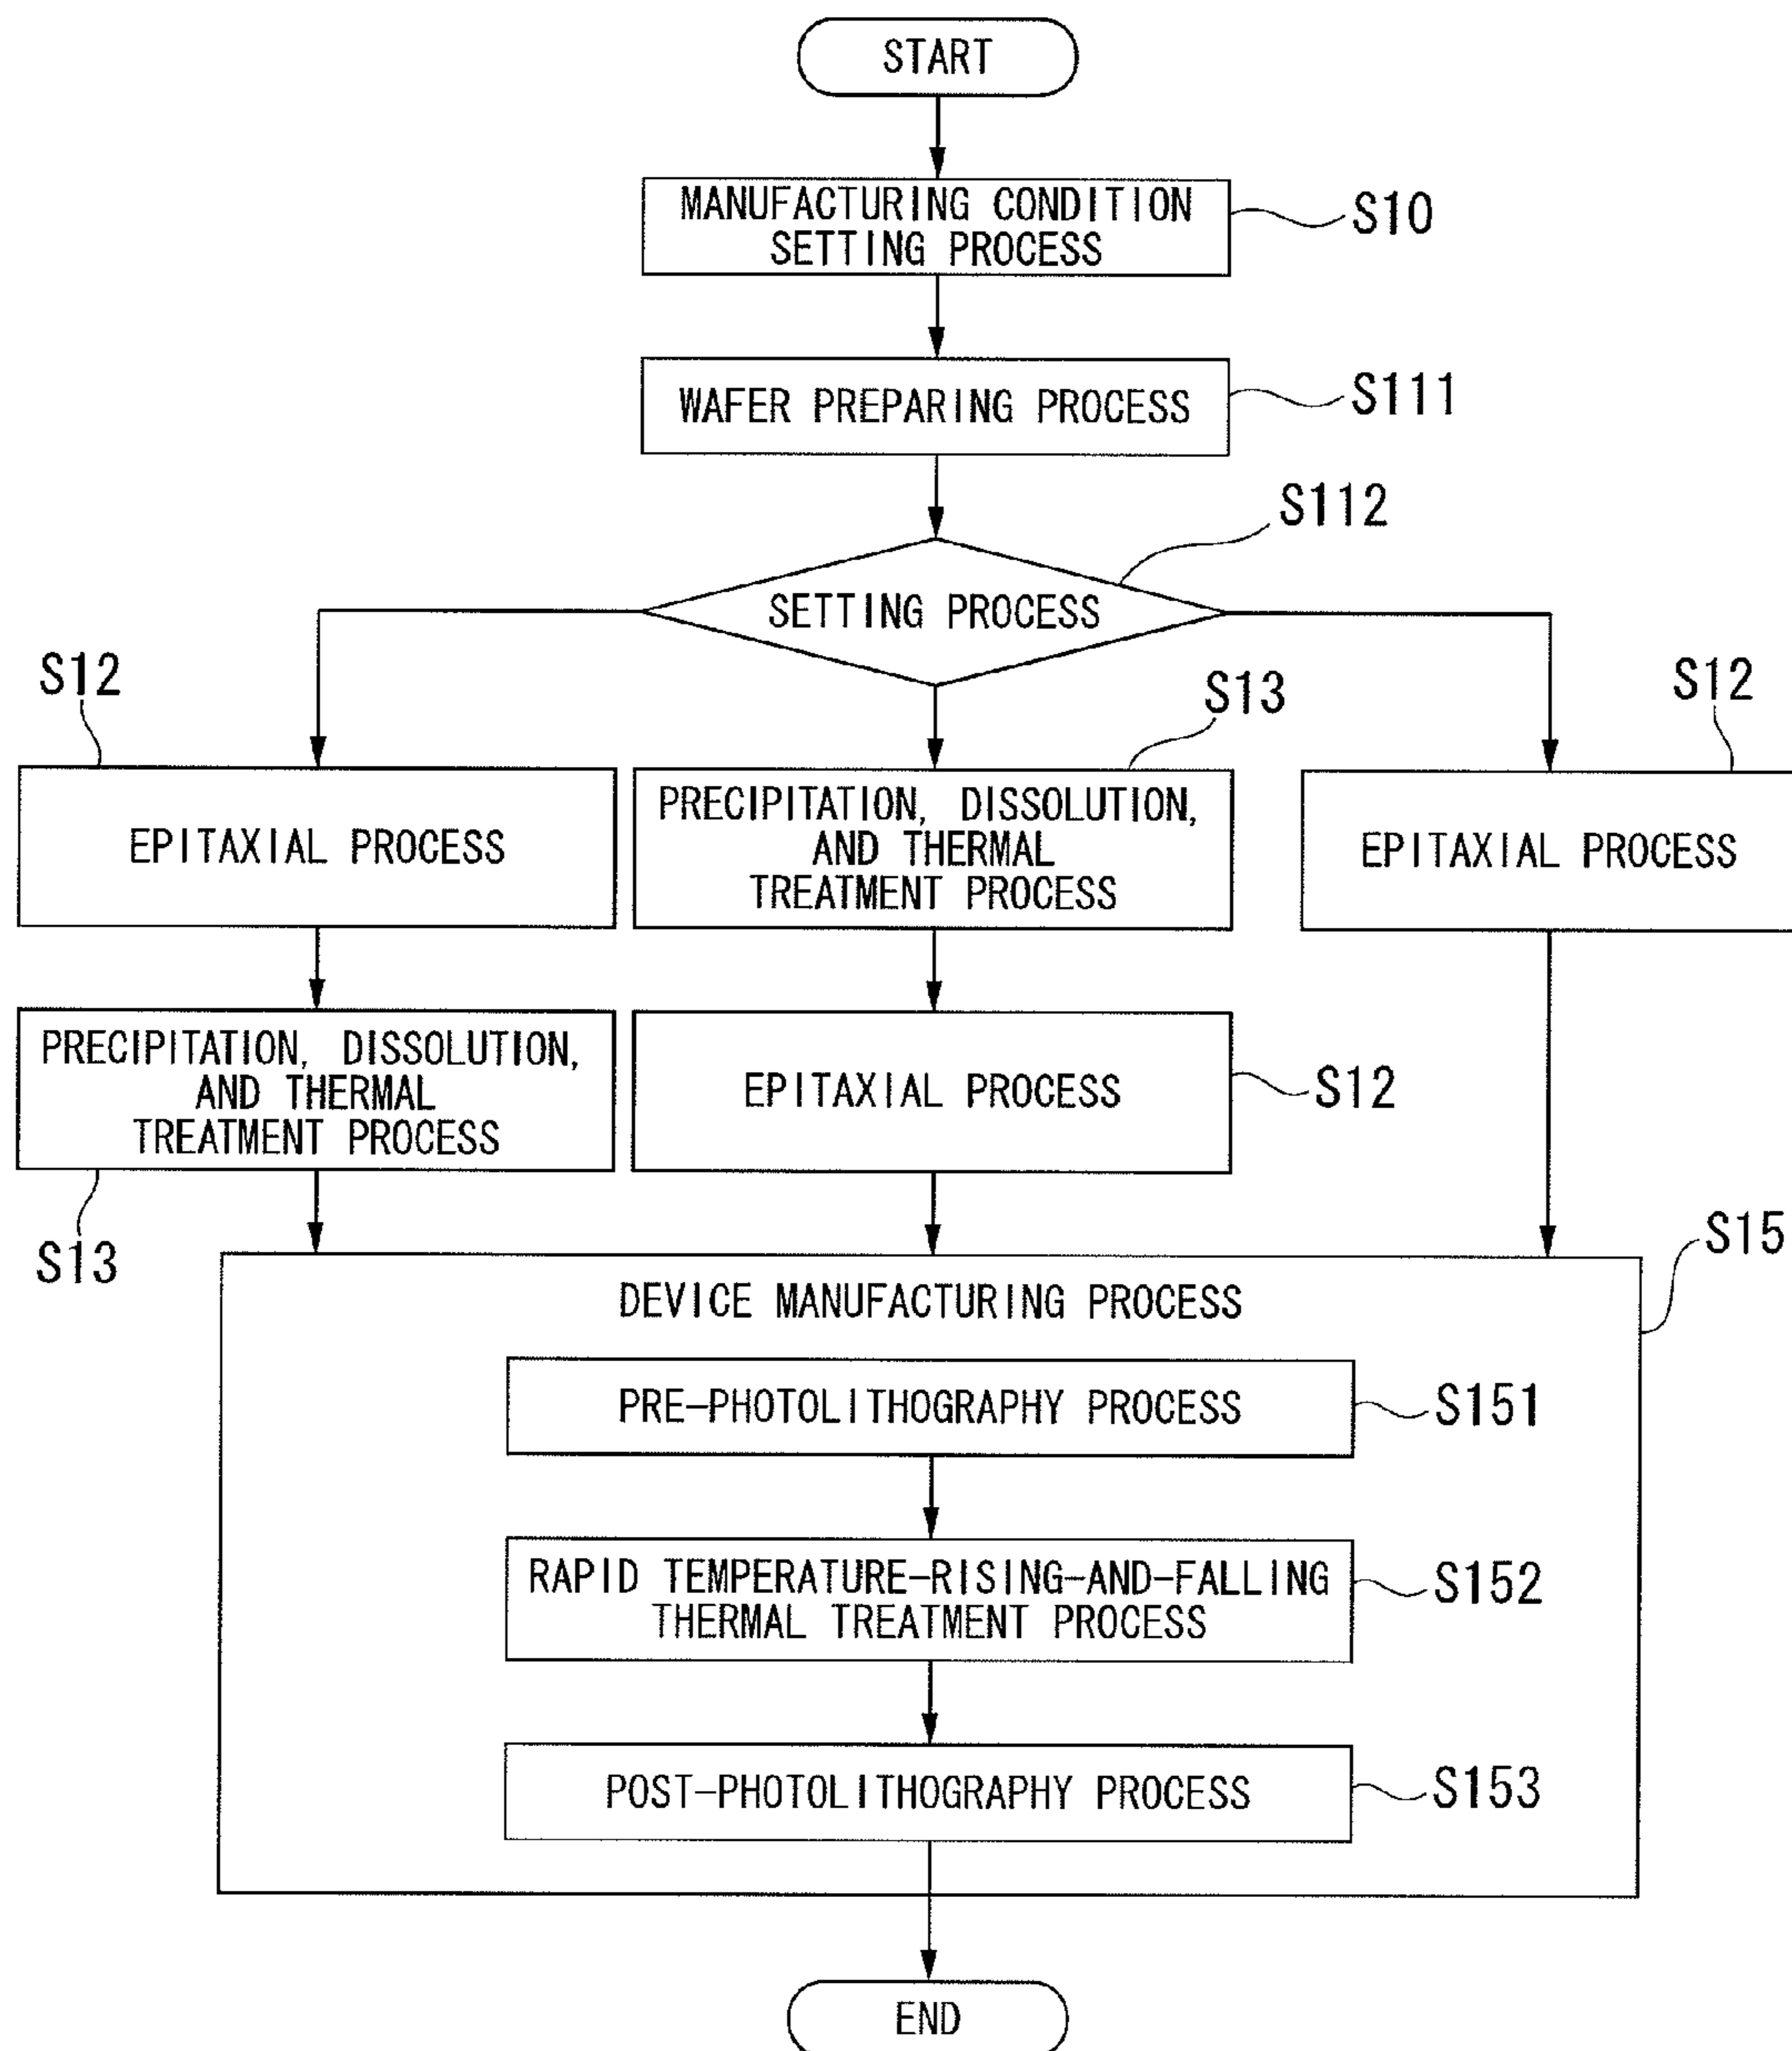 START
MANUFACTURING CONDITION
SETTING PROCESS
S10
WAFER PREPARING PROCESS
S111
S112
SETTING PROCESS
S12
S13
S12
EPITAXIAL PROCESS
PRECIPITATION, DISSOLUTION,
AND THERMAL
TREATMENT PROCESS
EPITAXIAL PROCESS
PRECIPITATION, DISSOLUTION,
AND THERMAL
TREATMENT PROCESS
EPITAXIAL PROCESS
S12
S13
S15
DEVICE MANUFACTURING PROCESS
PRE-PHOTOLITHOGRAPHY PROCESS
S151
RAPID TEMPERATURE-RISING-AND-FALLING
THERMAL TREATMENT PROCESS
S152
POST-PHOTOLITHOGRAPHY PROCESS
S153
END